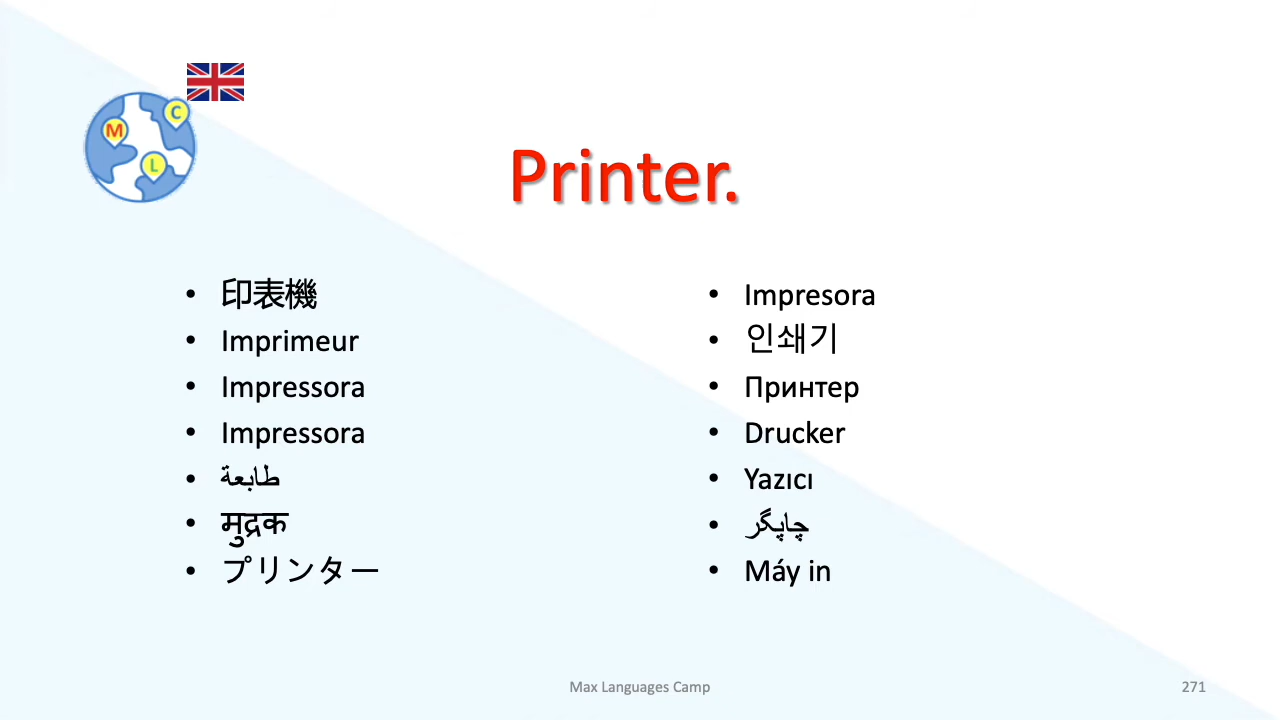 M
C
L
Printer.
• 印表機
• Imprimeur
• Impressora
• Impressora
• طابعة
• मुद्रक
• プリンター
• Impresora
• 인쇄기
• Принтер
• Drucker
• Yazıcı
• چاپگر
• Máy in
Max Languages Camp
271